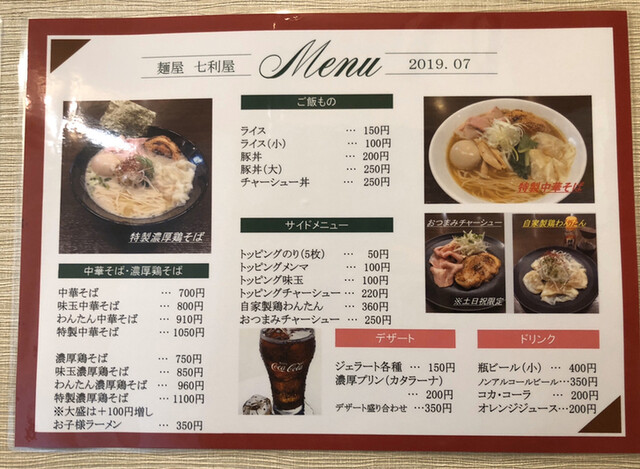 麺屋 七利屋
Menu
2019.07
特製濃厚鶏そば
中華そば・濃厚鶏そば
中華そば … 700円
味玉中華そば … 800円
わんたん中華そば … 910円
特製中華そば … 1050円
濃厚鶏そば … 750円
味玉濃厚鶏そば … 850円
わんたん濃厚鶏そば … 960円
特製濃厚鶏そば … 1100円
※大盛は＋100円増し
お子様ラーメン … 350円
ご飯もの
ライス … 150円
ライス（小） … 100円
豚丼 … 200円
豚丼（大） … 250円
チャーシュー丼 … 250円
サイドメニュー
トッピングのり（5枚） … 50円
トッピングメンマ … 100円
トッピング味玉 … 100円
トッピングチャーシュー … 220円
自家製鶏わんたん … 360円
おつまみチャーシュー … 250円
特製中華そば
おつまみチャーシュー
※土日祝限定
自家製鶏わんたん
Coca-Cola
デザート
ジェラート各種 … 150円
濃厚プリン（カタラーナ）
… 200円
デザート盛り合わせ …350円
ドリンク
瓶ビール（小） … 400円
ノンアルコールビール…350円
コカ・コーラ … 200円
オレンジジュース…200円